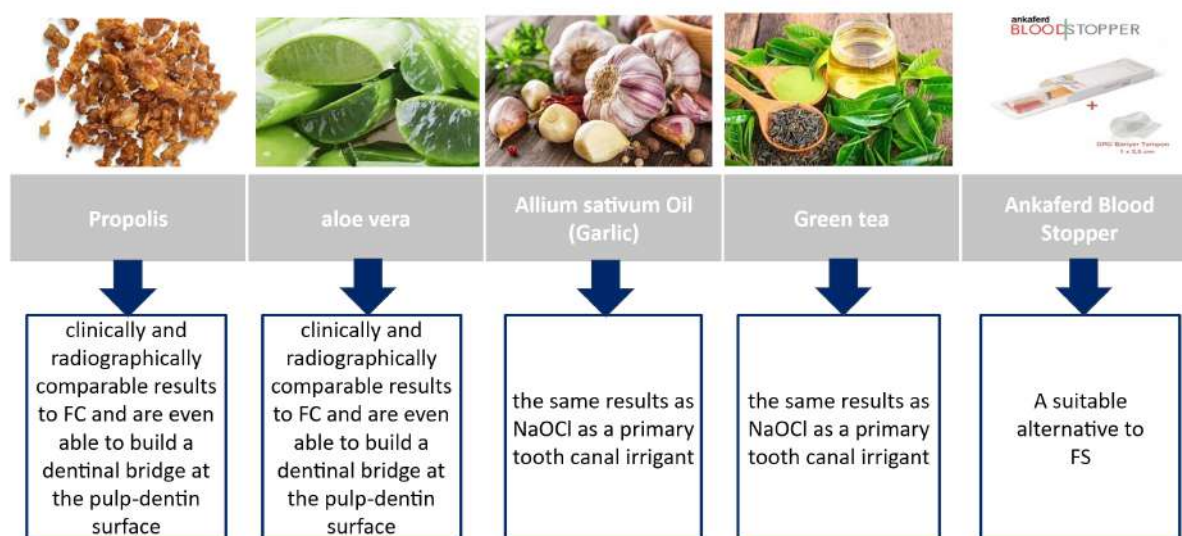 ankaferd
BLOODSTOPPER
+
1 x 2,5 cm
Propolis
aloe vera
Allium sativum Oil
(Garlic)
Green tea
Ankaferd Blood
Stopper
clinically and
radiographically
comparable results
to FC and are even
able to build a
dentinal bridge at
the pulp-dentin
surface
clinically and
radiographically
comparable results
to FC and are even
able to build a
dentinal bridge at
the pulp-dentin
surface
the same results as
NaOCl as a primary
tooth canal irrigant
the same results as
NaOCl as a primary
tooth canal irrigant
A suitable
alternative to
FS